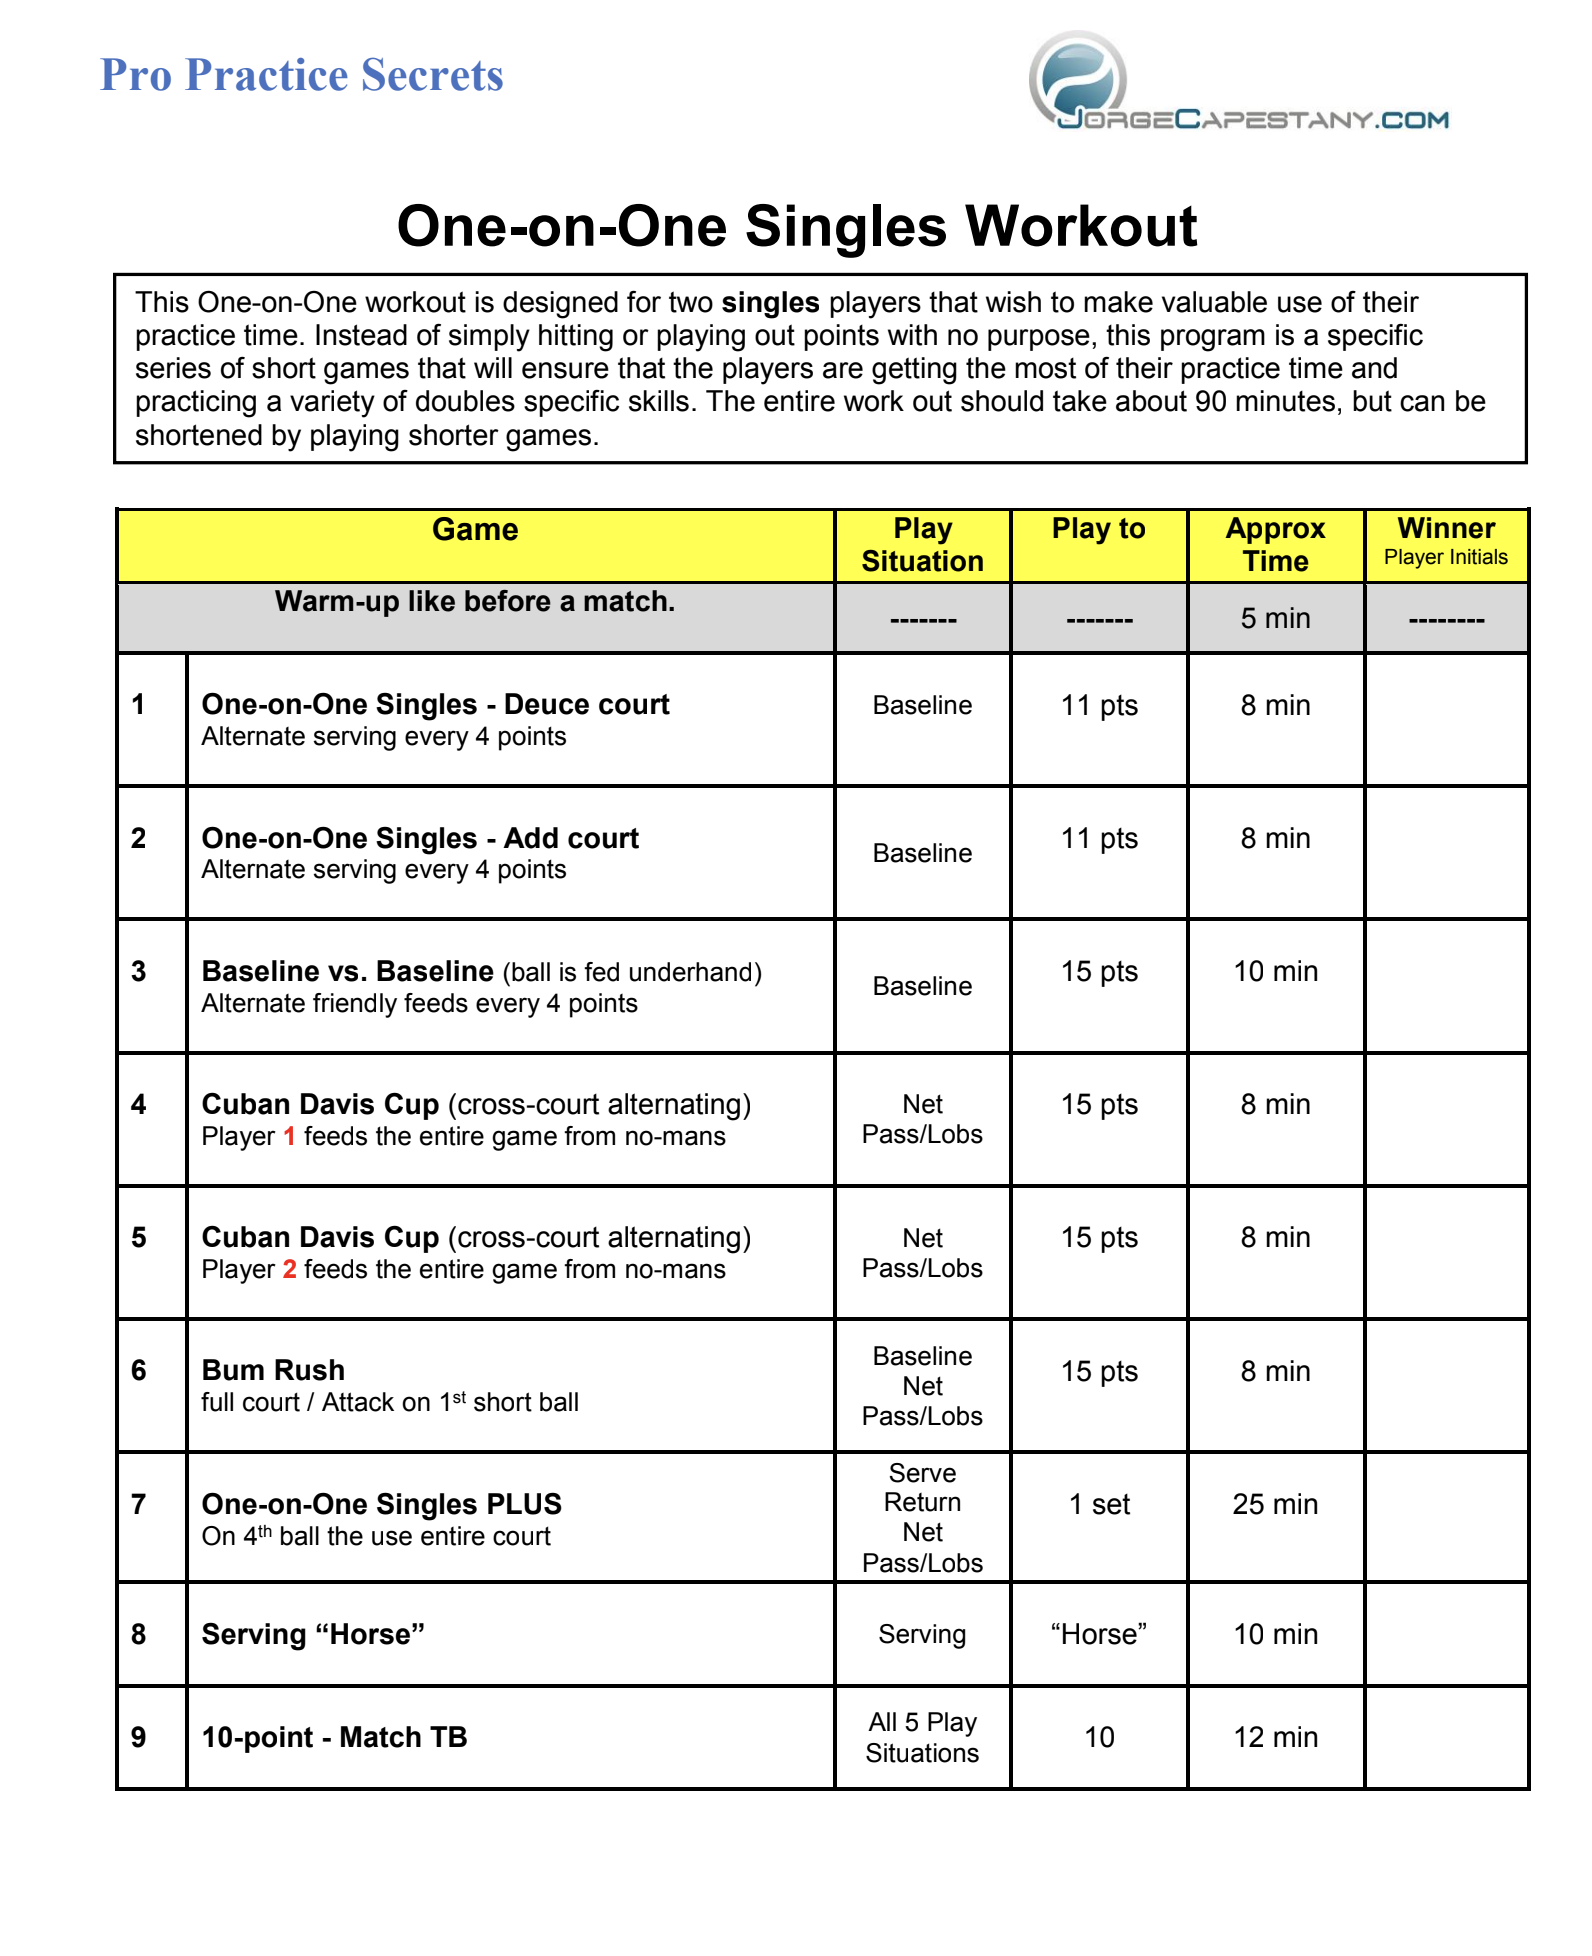 Pro Practice Secrets
JORGECAPESTANY.COM
One-on-One Singles Workout
This One-on-One workout is designed for two singles players that wish to make valuable use of their
practice time. Instead of simply hitting or playing out points with no purpose, this program is a specific
series of short games that will ensure that the players are getting the most of their practice time and
practicing a variety of doubles specific skills. The entire work out should take about 90 minutes, but can be
shortened by playing shorter games.
Game
Play
Situation
Play to
Approx
Time
Winner
Player Initials
Warm-up like before a match.
-------
-------
5 min
--------
1
One-on-One Singles - Deuce court
Alternate serving every 4 points
Baseline
11 pts
8 min
2
One-on-One Singles - Add court
Alternate serving every 4 points
Baseline
11 pts
8 min
3
Baseline vs. Baseline (ball is fed underhand)
Alternate friendly feeds every 4 points
Baseline
15 pts
10 min
4
Cuban Davis Cup (cross-court alternating)
Player 1 feeds the entire game from no-mans
Net
Pass/Lobs
15 pts
8 min
5
Cuban Davis Cup (cross-court alternating)
Player 2 feeds the entire game from no-mans
Net
Pass/Lobs
15 pts
8 min
6
Bum Rush
full court / Attack on 1st short ball
Baseline
Net
Pass/Lobs
15 pts
8 min
7
One-on-One Singles PLUS
On 4th ball the use entire court
Serve
Return
Net
Pass/Lobs
1 set
25 min
8
Serving “Horse”
Serving
“Horse”
10 min
9
10-point - Match TB
All 5 Play
Situations
10
12 min